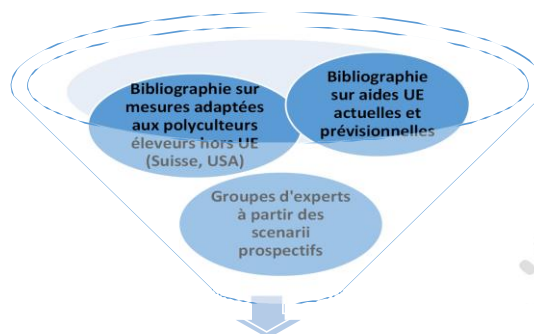 Bibliographie sur
mesures adaptées
aux polyculteurs
éleveurs hors UE
(Suisse, USA)
Bibliographie
sur aides UE
actuelles et
prévisionnelles
Groupes d'experts
à partir des
scenarii
prospectifs